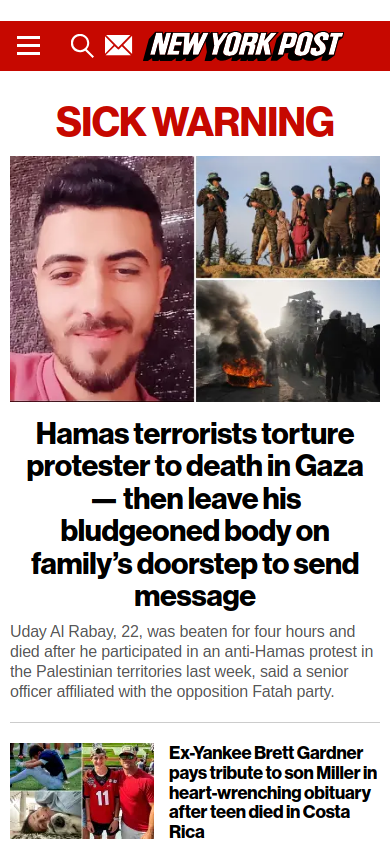 NEW YORK POST
SICK WARNING
Hamas terrorists torture
protester to death in Gaza
— then leave his
bludgeoned body on
family’s doorstep to send
message
Uday Al Rabay, 22, was beaten for four hours and
died after he participated in an anti-Hamas protest in
the Palestinian territories last week, said a senior
officer affiliated with the opposition Fatah party.
11
Ex-Yankee Brett Gardner
pays tribute to son Miller in
heart-wrenching obituary
after teen died in Costa
Rica